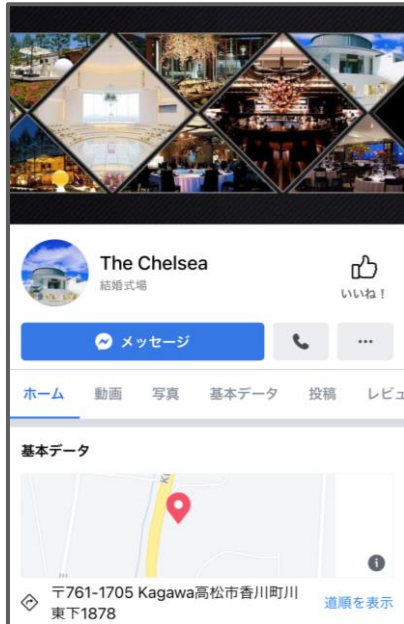 The Chelsea
結婚式場
いいね！
メッセージ
ホーム 動画 写真 基本データ 投稿 レビュ
基本データ
〒761-1705 Kagawa高松市香川町川
東下1878
道順を表示